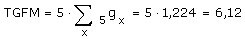 TGFM = 5 · ∑ₓ ₅gₓ = 5 · 1,224 = 6,12